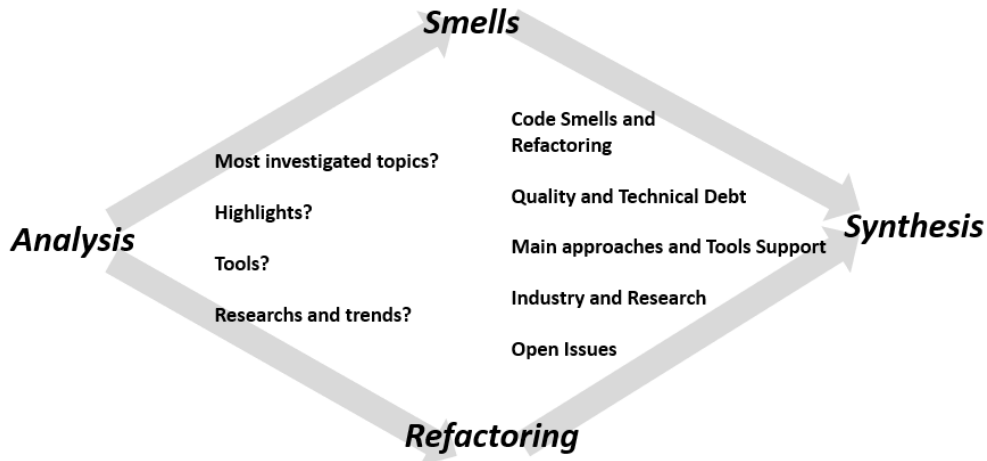 Smells
Most investigated topics?
Highlights?
Tools?
Researchs and trends?
Code Smells and
Refactoring
Quality and Technical Debt
Main approaches and Tools Support
Industry and Research
Open Issues
Analysis
Synthesis
Refactoring